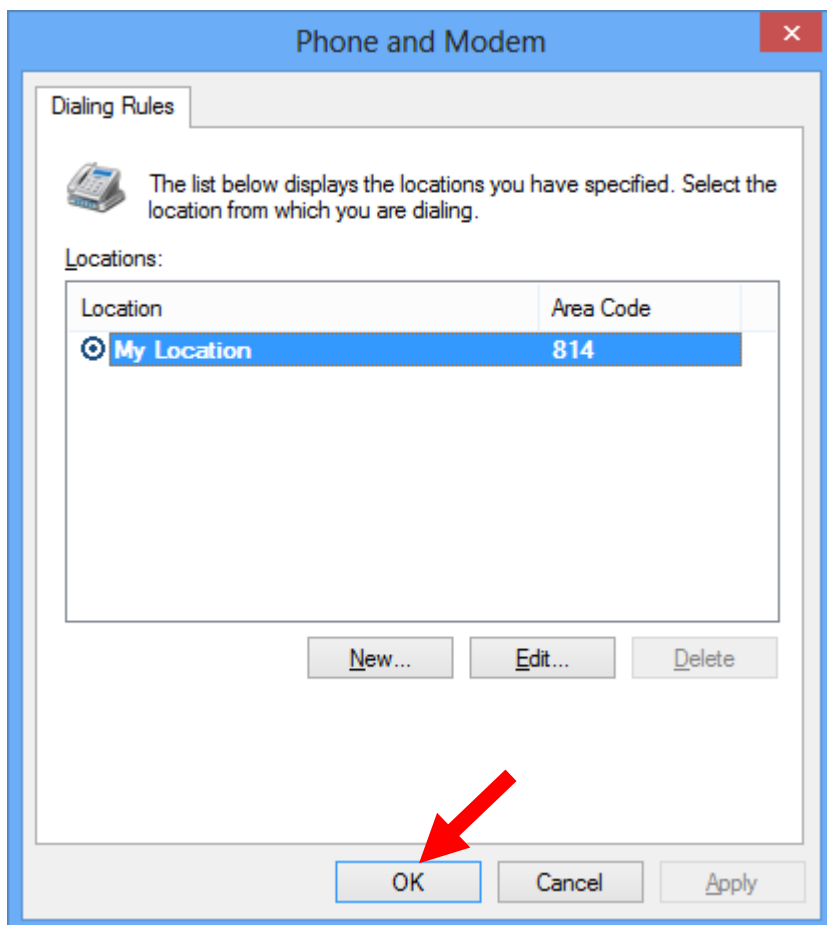 Phone and Modem
Dialing Rules
The list below displays the locations you have specified. Select the
location from which you are dialing.
Locations:
Location Area Code
My Location 814
New... Edit... Delete
OK Cancel Apply